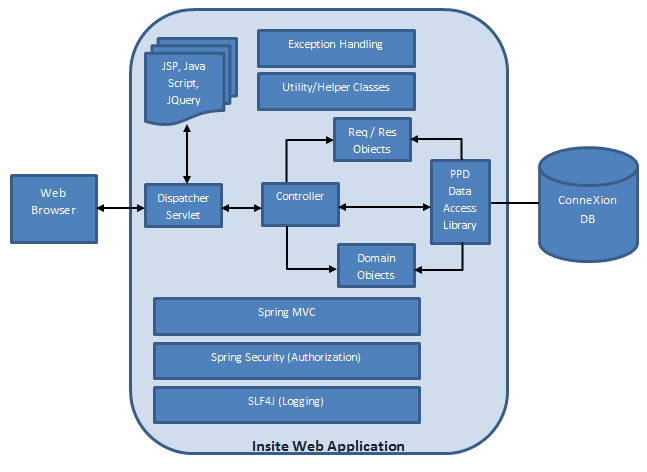 Exception Handling
Utility/Helper Classes
JSP, Java
Script,
JQuery
Req / Res
Objects
Web
Browser
Dispatcher
Servlet
Controller
PPD
Data
Access
Library
ConneXion
DB
Domain
Objects
Spring MVC
Spring Security (Authorization)
SLF4J (Logging)
Insite Web Application